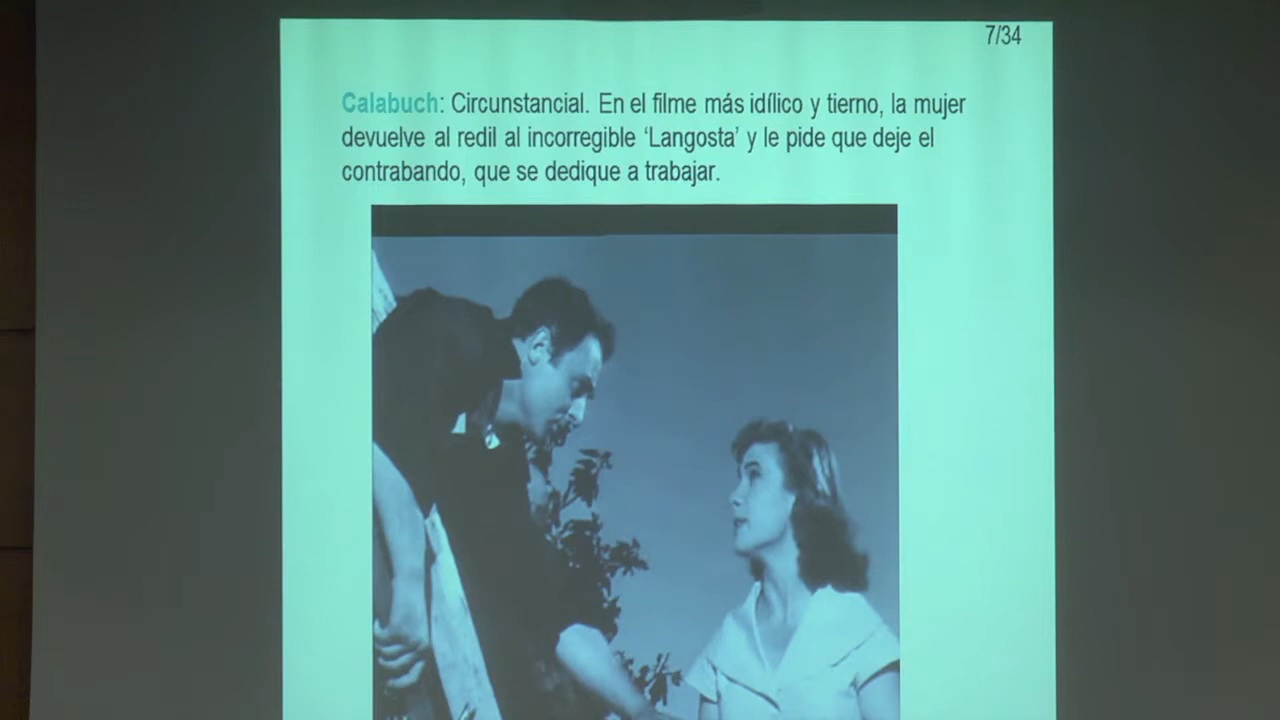 7/34
Calabuch: Circunstancial. En el filme más idílico y tierno, la mujer
devuelve al redil al incorregible ‘Langosta’ y le pide que deje el
contrabando, que se dedique a trabajar.